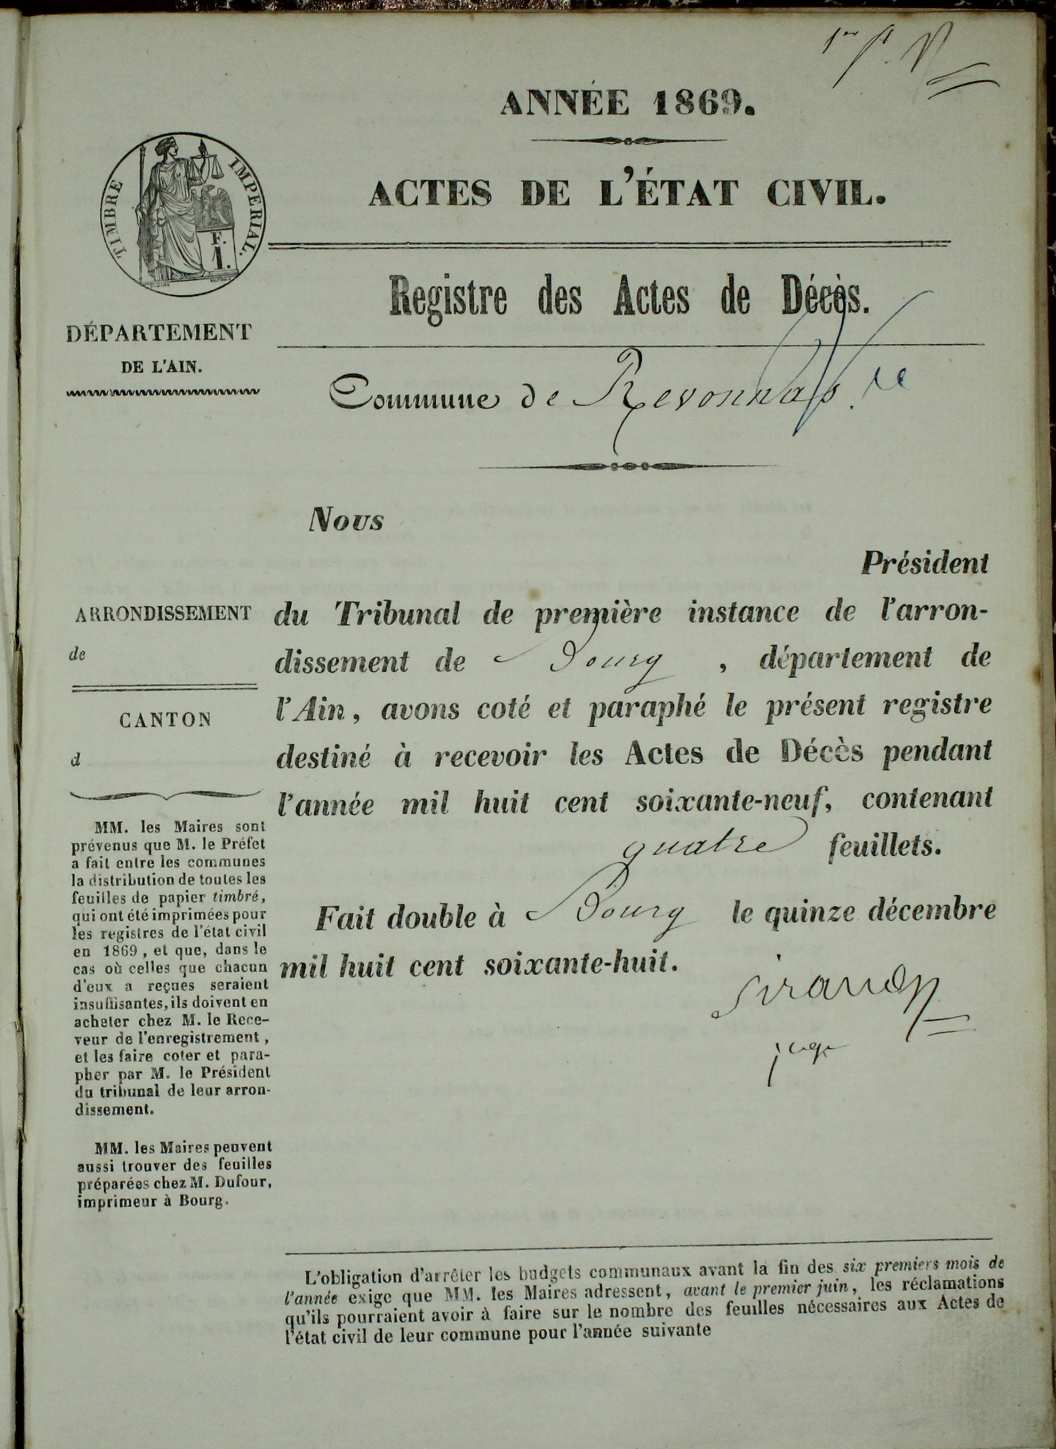 ANNÉE 1869.
ACTES DE L'ÉTAT CIVIL.
TIMBRE IMPERIAL.
F.
1.
Registre des Actes de Décès.
DÉPARTEMENT
DE L'AIN.
Commune de Revonnas
Nous
Président
du Tribunal de première instance de l'arron-
dissement de Bourg , département de
l'Ain, avons coté et paraphé le présent registre
destiné à recevoir les Actes de Décès pendant
l'année mil huit cent soixante-neuf, contenant
quatre feuillets.
Fait double à Bourg le quinze décembre
mil huit cent soixante-huit.
juge
ARRONDISSEMENT
de
CANTON
d
MM. les Maires sont
prévenus que M. le Préfet
a fait entre les communes
la distribution de toutes les
feuilles de papier timbré,
qui ont été imprimées pour
les registres de l'état civil
en 1869, et que, dans le
cas où celles que chacun
d'eux a reçues seraient
insuffisantes, ils doivent en
acheter chez M. le Rece-
veur de l'enregistrement,
et les faire coter et para-
pher par M. le Président
du tribunal de leur arron-
dissement.
MM. les Maires peuvent
aussi trouver des feuilles
préparées chez M. Dufour,
imprimeur à Bourg.
L'obligation d'arrêter les budgets communaux avant la fin des six premiers mois de
l'année exige que MM. les Maires adressent, avant le premier juin, les réclamations
qu'ils pourraient avoir à faire sur le nombre des feuilles nécessaires aux Actes de
l'état civil de leur commune pour l'année suivante